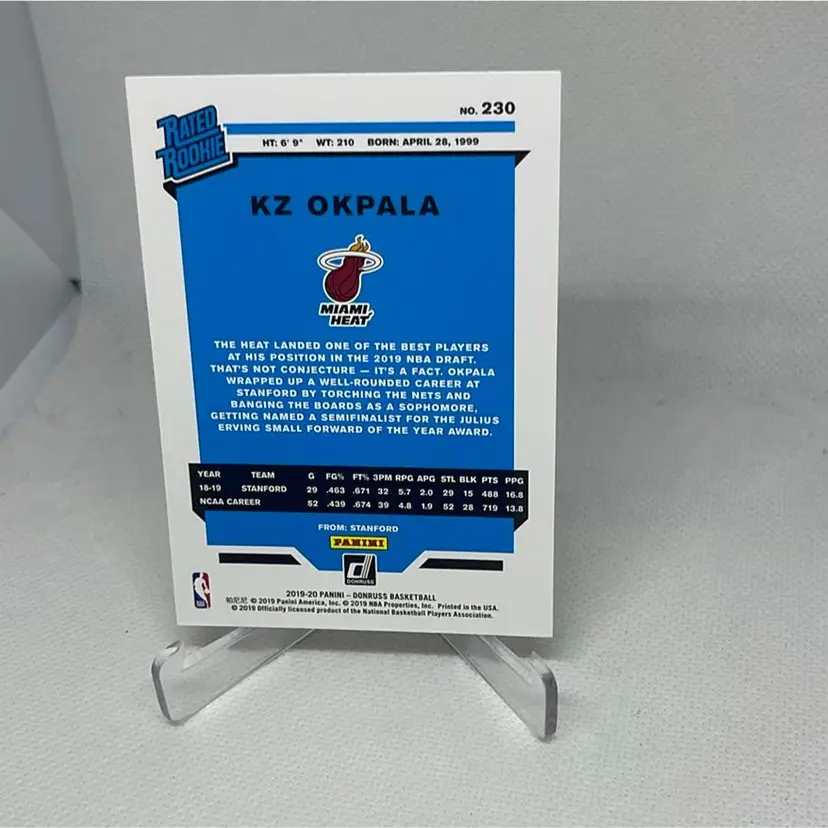 NO. 230
RATED
ROOKIE
HT: 6' 9" WT: 210 BORN: APRIL 28, 1999
KZ OKPALA
MIAMI
HEAT
THE HEAT LANDED ONE OF THE BEST PLAYERS
AT HIS POSITION IN THE 2019 NBA DRAFT.
THAT'S NOT CONJECTURE — IT'S A FACT. OKPALA
WRAPPED UP A WELL-ROUNDED CAREER AT
STANFORD BY TORCHING THE NETS AND
BANGING THE BOARDS AS A SOPHOMORE,
GETTING NAMED A SEMIFINALIST FOR THE JULIUS
ERVING SMALL FORWARD OF THE YEAR AWARD.
YEAR TEAM G FG% FT% 3PM RPG APG STL BLK PTS PPG
18-19 STANFORD 29 .463 .671 32 5.7 2.0 29 15 488 16.8
NCAA CAREER 52 .439 .674 39 4.8 1.9 52 28 719 13.8
FROM: STANFORD
PANINI
d
DONRUSS
NBA
2019-20 PANINI – DONRUSS BASKETBALL
帕尼尼 © 2019 Panini America, Inc. © 2019 NBA Properties, Inc. Printed in the USA.
© 2019 Officially licensed product of the National Basketball Players Association.